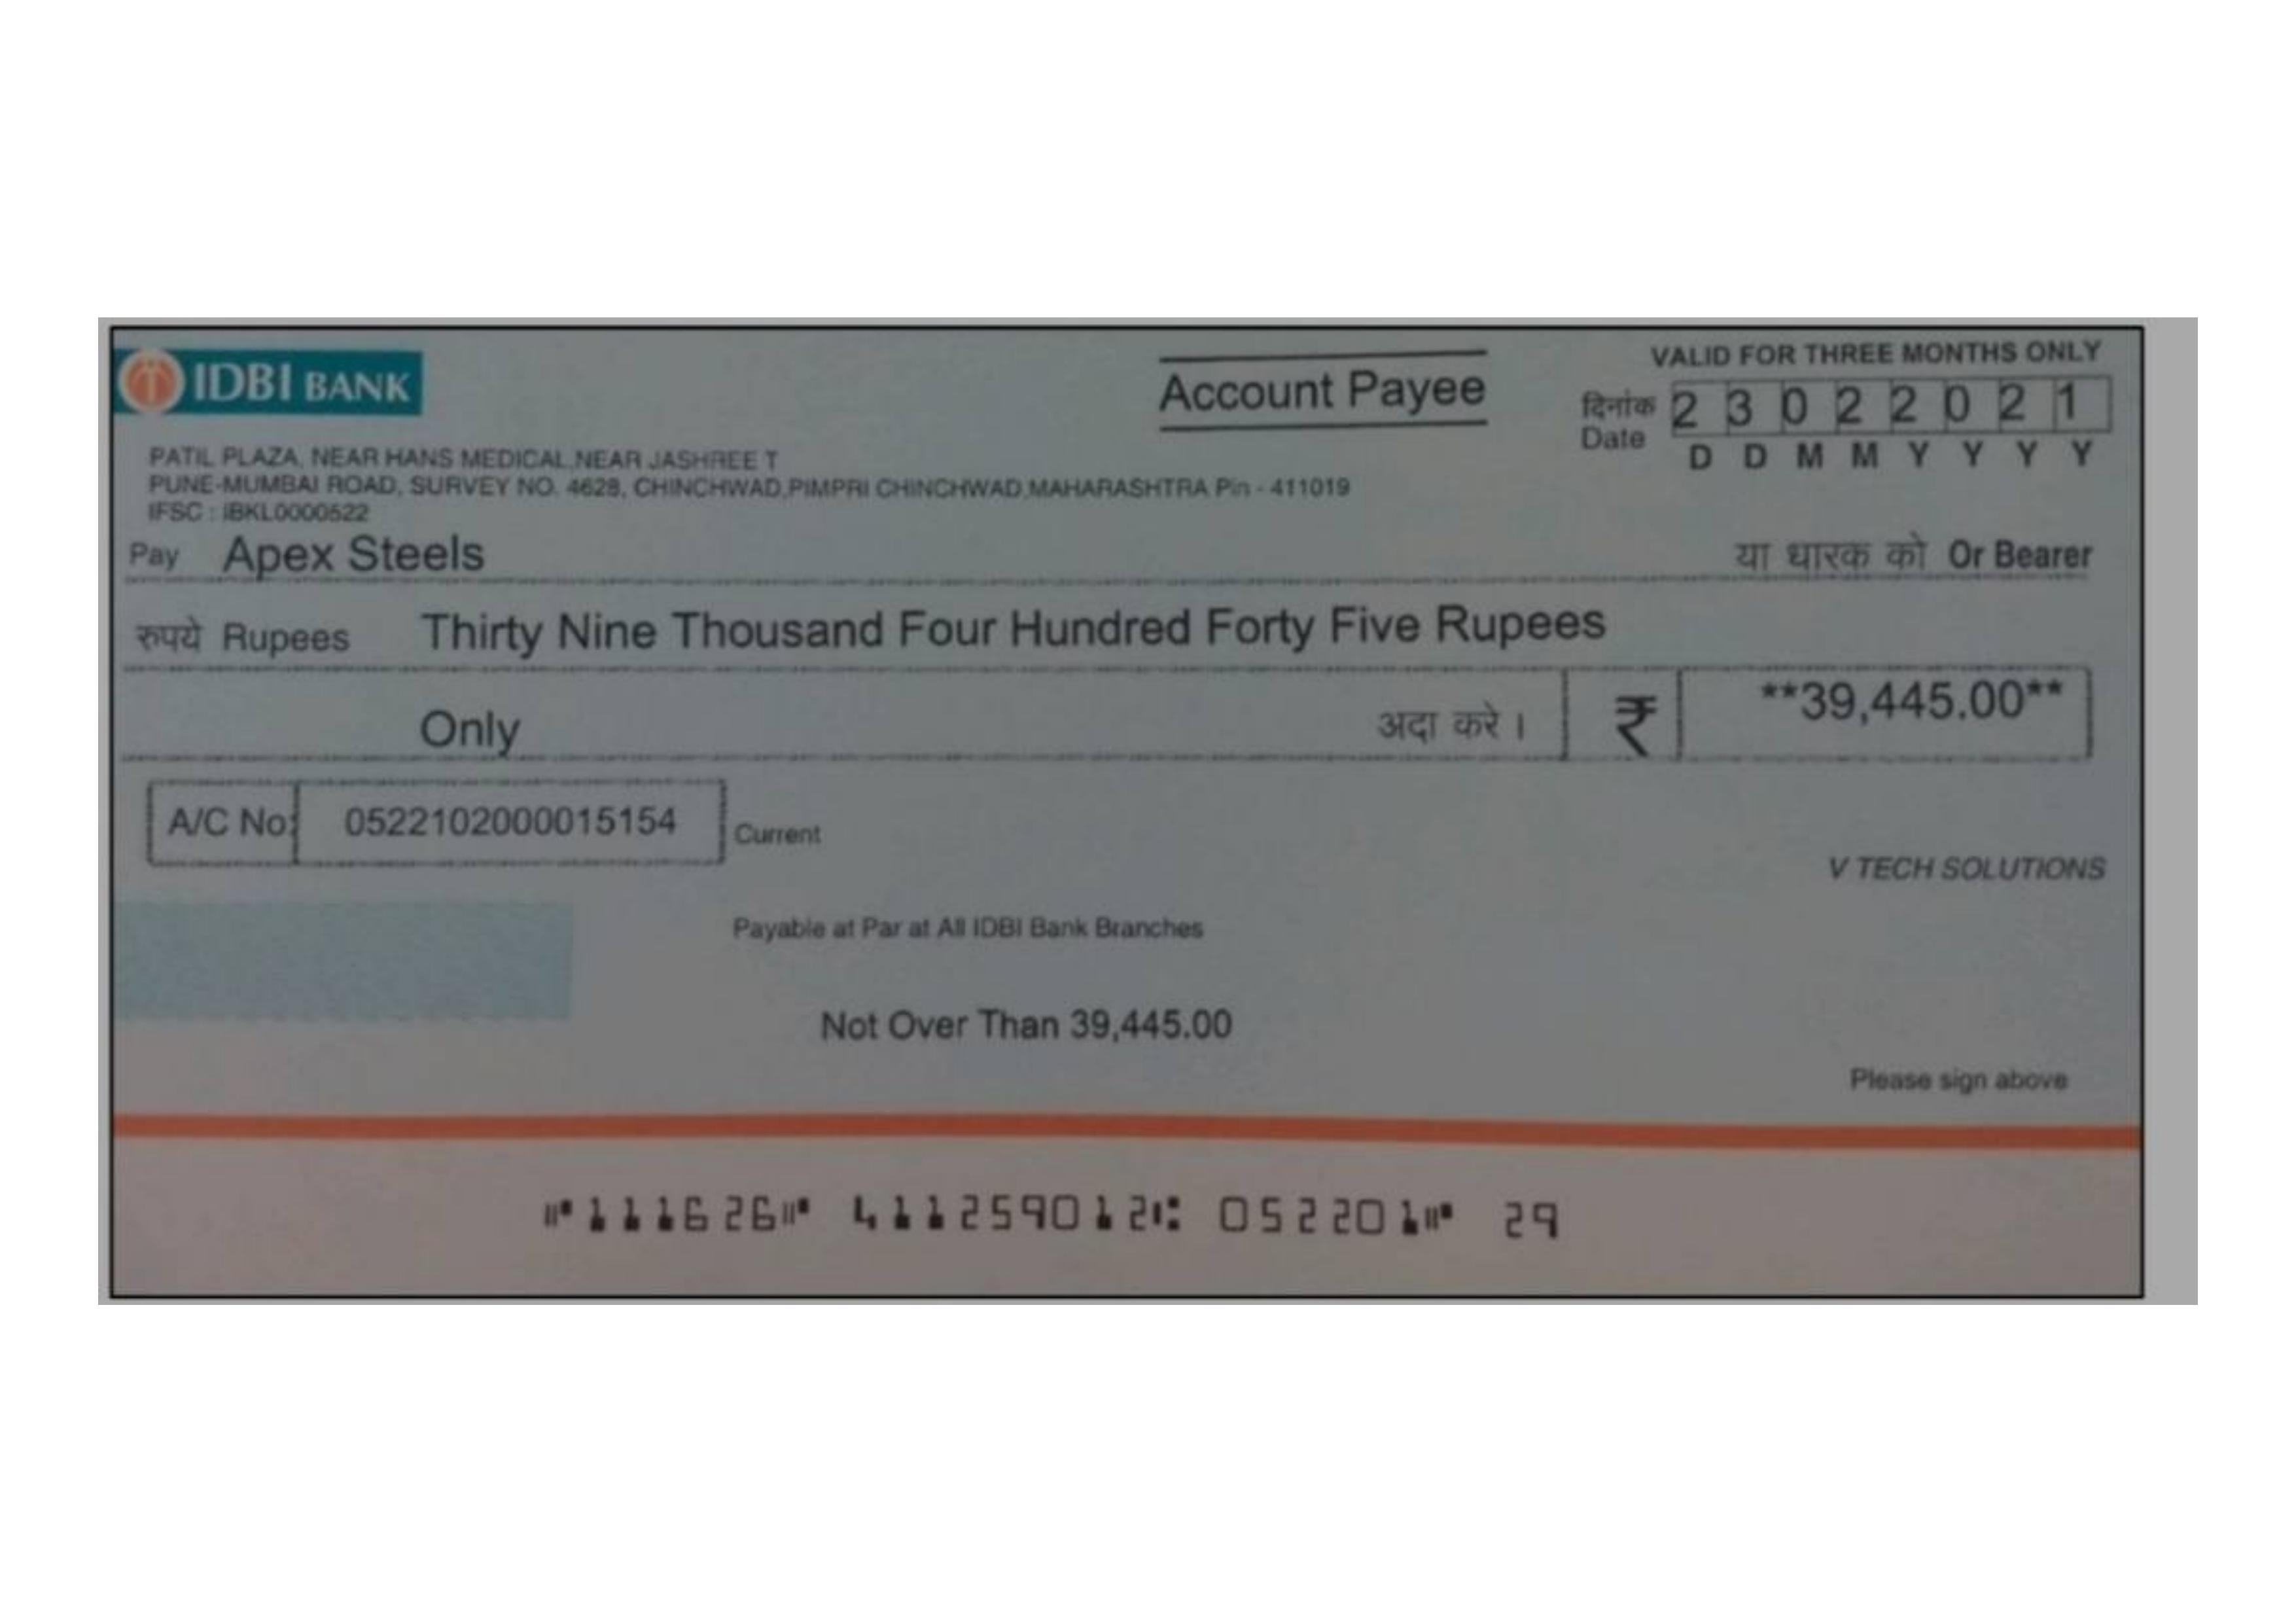 IDBI BANK
Account Payee
VALID FOR THREE MONTHS ONLY
दिनांक 2 3 0 2 2 0 2 1
Date D D M M Y Y Y Y
PATIL PLAZA, NEAR HANS MEDICAL,NEAR JASHREE T
PUNE-MUMBAI ROAD, SURVEY NO. 4628, CHINCHWAD,PIMPRI CHINCHWAD,MAHARASHTRA Pin - 411019
IFSC : IBKL0000522
Pay Apex Steels या धारक को Or Bearer
रुपये Rupees Thirty Nine Thousand Four Hundred Forty Five Rupees
Only अदा करे । ₹ **39,445.00**
A/C No: 0522102000015154 Current
V TECH SOLUTIONS
Payable at Par at All IDBI Bank Branches
Not Over Than 39,445.00
Please sign above
⑈111626⑈ 411259012⑆ 052201⑈ 29